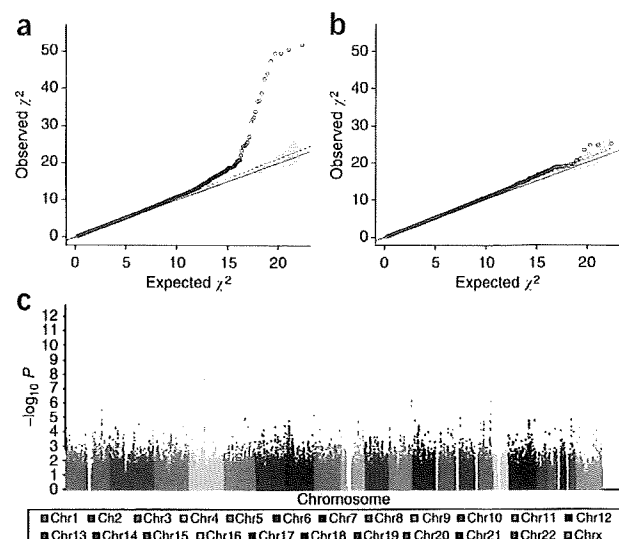 a
b
50
40
30
20
10
0
Observed χ²
0 5 10 15 20
Expected χ²
50
40
30
20
10
0
Observed χ²
0 5 10 15 20
Expected χ²
c
12
11
10
9
8
7
6
5
4
3
2
1
0
−log₁₀ P
Chromosome
Chr1 Ch2 Chr3 Chr4 Chr5 Chr6 Chr7 Chr8 Chr9 Chr10 Chr11 Chr12
Chr13 Chr14 Chr15 Chr16 Chr17 Chr18 Chr19 Chr20 Chr21 Chr22 Chrx